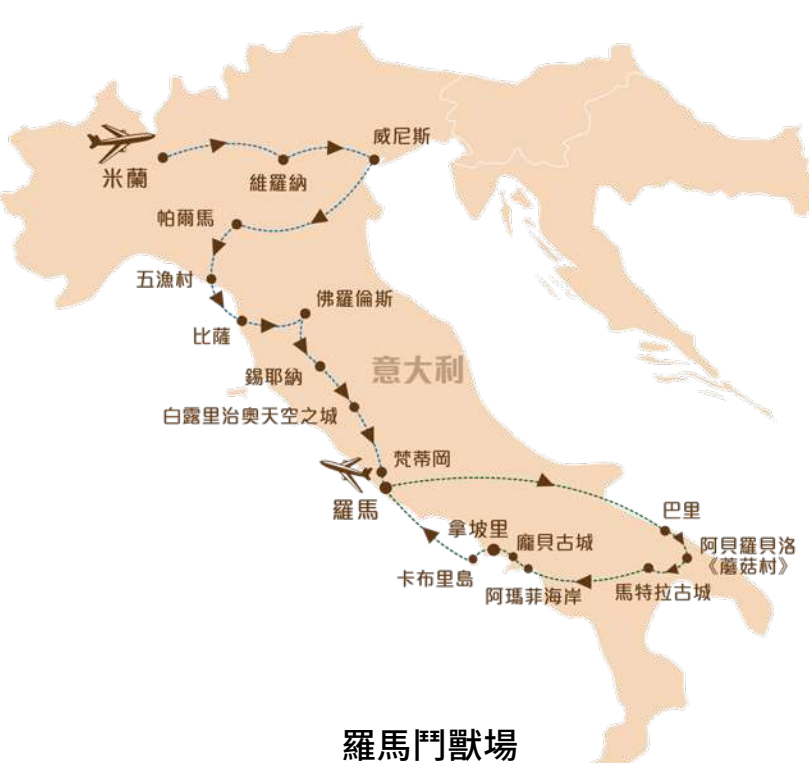 威尼斯
米蘭
維羅納
帕爾馬
五漁村
佛羅倫斯
比薩
意大利
錫耶納
白露里治奧天空之城
梵蒂岡
羅馬
巴里
拿坡里
龐貝古城
阿貝羅貝洛
《蘑菇村》
卡布里島
阿瑪菲海岸
馬特拉古城
羅馬鬥獸場